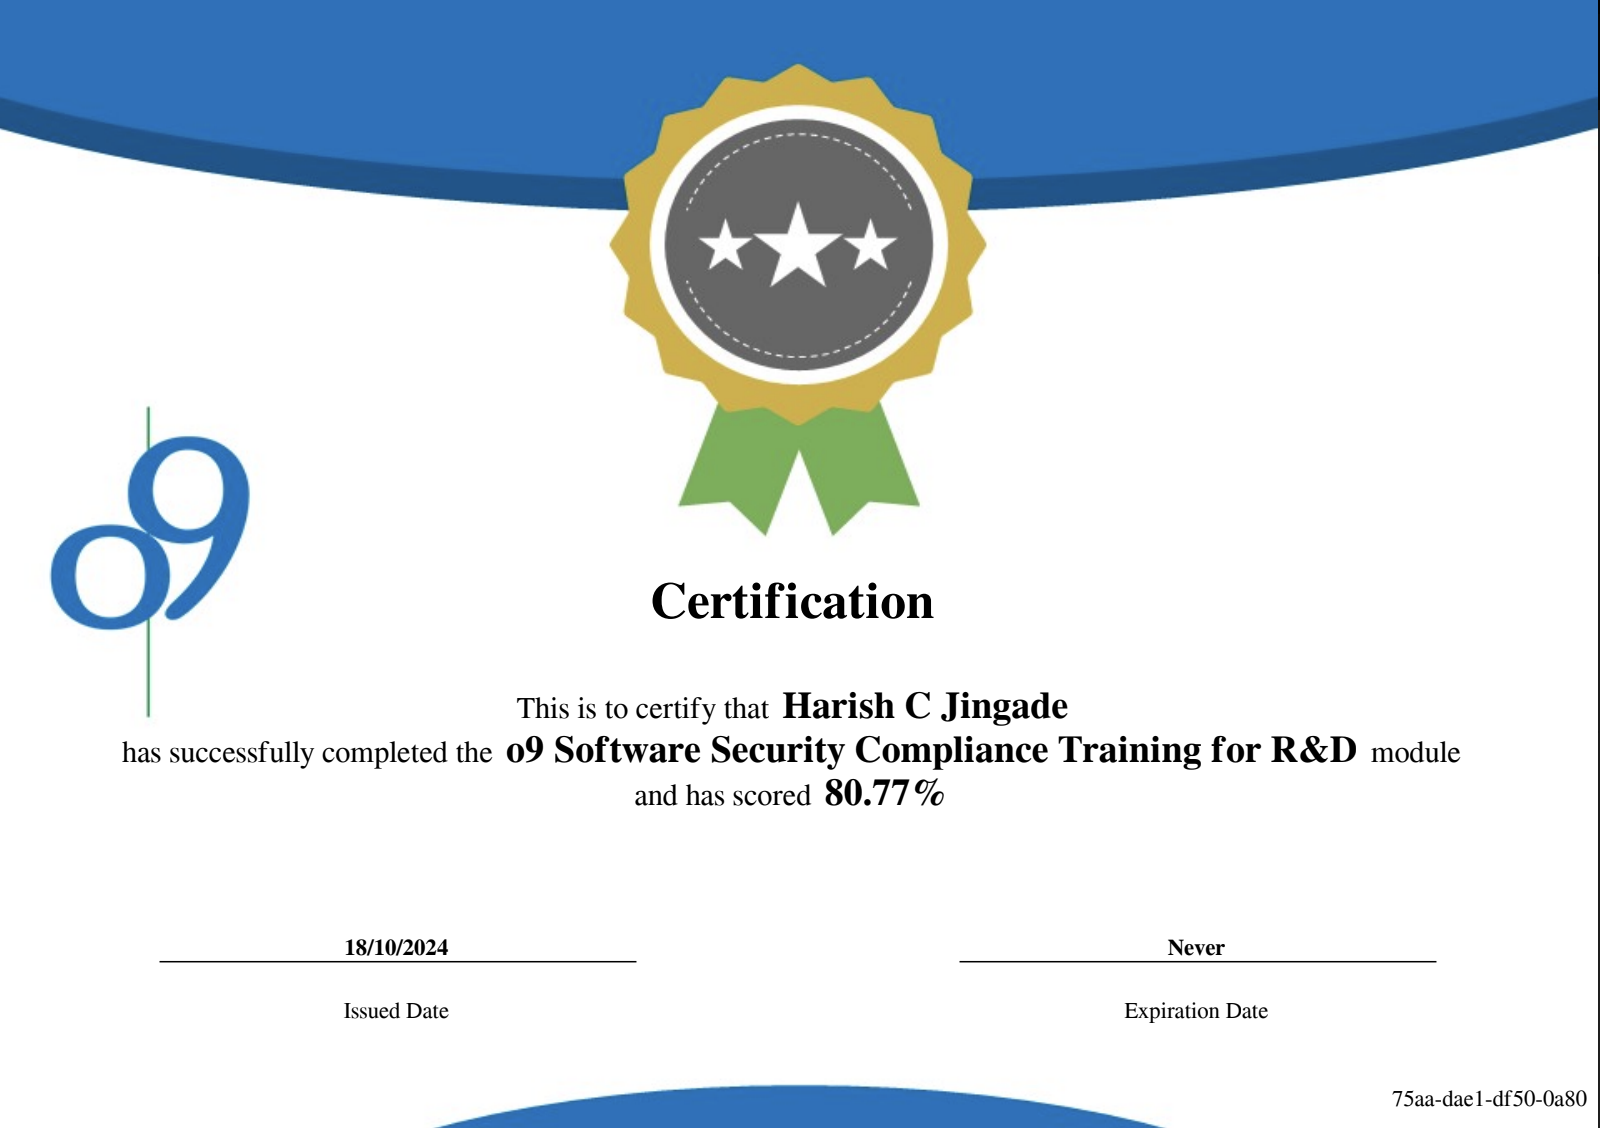 o9
Certification
This is to certify that Harish C Jingade
has successfully completed the o9 Software Security Compliance Training for R&D module
and has scored 80.77%
18/10/2024
Never
Issued Date
Expiration Date
75aa-dae1-df50-0a80